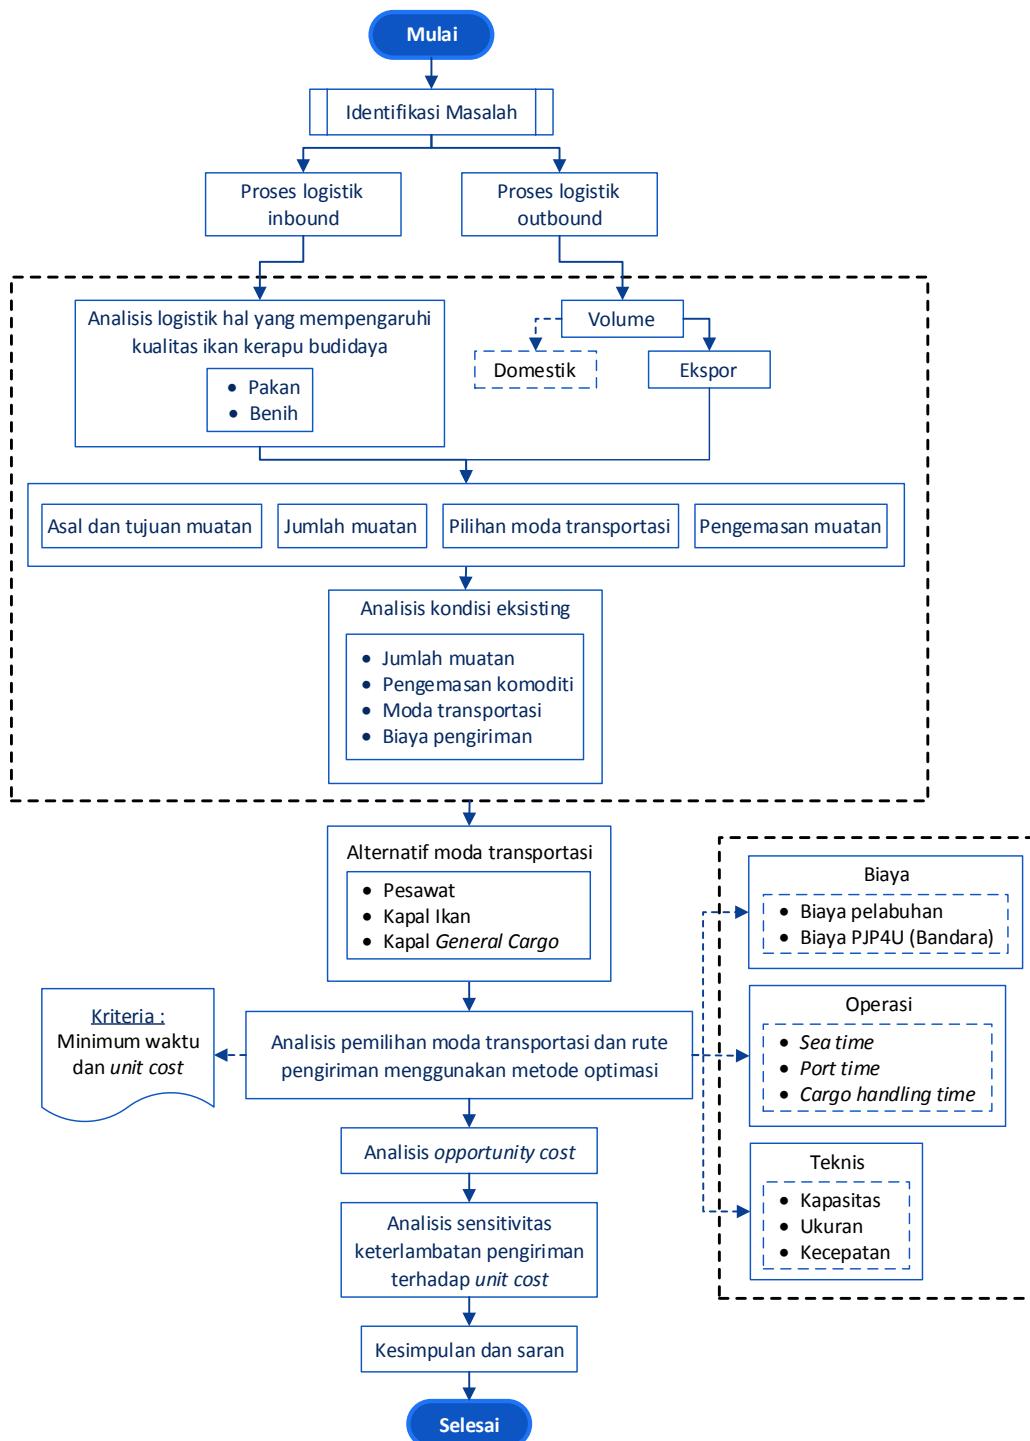 Mulai
Identifikasi Masalah
Proses logistik
inbound
Proses logistik
outbound
Analisis logistik hal yang mempengaruhi
kualitas ikan kerapu budidaya
• Pakan
• Benih
Volume
Domestik
Ekspor
Asal dan tujuan muatan
Jumlah muatan
Pilihan moda transportasi
Pengemasan muatan
Analisis kondisi eksisting
• Jumlah muatan
• Pengemasan komoditi
• Moda transportasi
• Biaya pengiriman
Alternatif moda transportasi
• Pesawat
• Kapal Ikan
• Kapal General Cargo
Kriteria :
Minimum waktu
dan unit cost
Analisis pemilihan moda transportasi dan rute
pengiriman menggunakan metode optimasi
Biaya
• Biaya pelabuhan
• Biaya PJP4U (Bandara)
Operasi
• Sea time
• Port time
• Cargo handling time
Teknis
• Kapasitas
• Ukuran
• Kecepatan
Analisis opportunity cost
Analisis sensitivitas
keterlambatan pengiriman
terhadap unit cost
Kesimpulan dan saran
Selesai